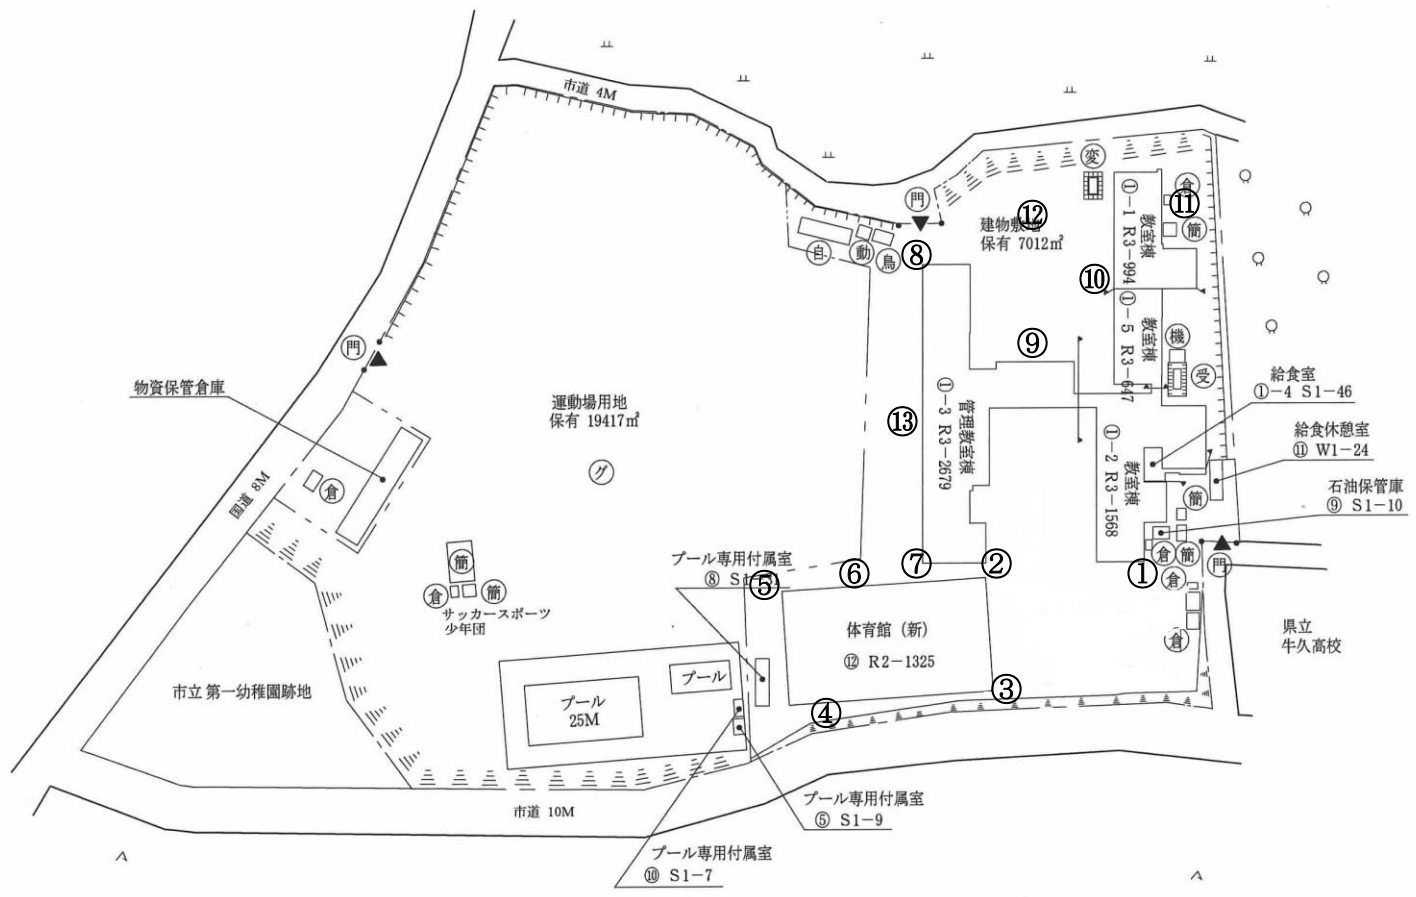 市道 4M
変
門
倉
⑪
⑫
建物敷地
保有 7012㎡
簡
①-1 R3-994
教室棟
自
動
鳥
⑧
⑩
①-5 R3-647
教室棟
門
機
⑨
受
物資保管倉庫
運動場用地
保有 19417㎡
給食室
①-4 S1-46
⑬
①-3 R3-2679
管理教室棟
給食休憩室
⑪ W1-24
①-2 R3-1568
教室棟
グ
石油保管庫
⑨ S1-10
国道 8M
倉
簡
プール専用付属室
⑧ S1-31
⑤
⑥
⑦
②
①
倉
簡
門
倉
簡
倉
簡
サッカースポーツ
少年団
体育館（新）
⑫ R2-1325
倉
県立
牛久高校
市立 第一幼稚園跡地
プール
プール
25M
③
④
市道 10M
プール専用付属室
⑤ S1-9
プール専用付属室
⑩ S1-7